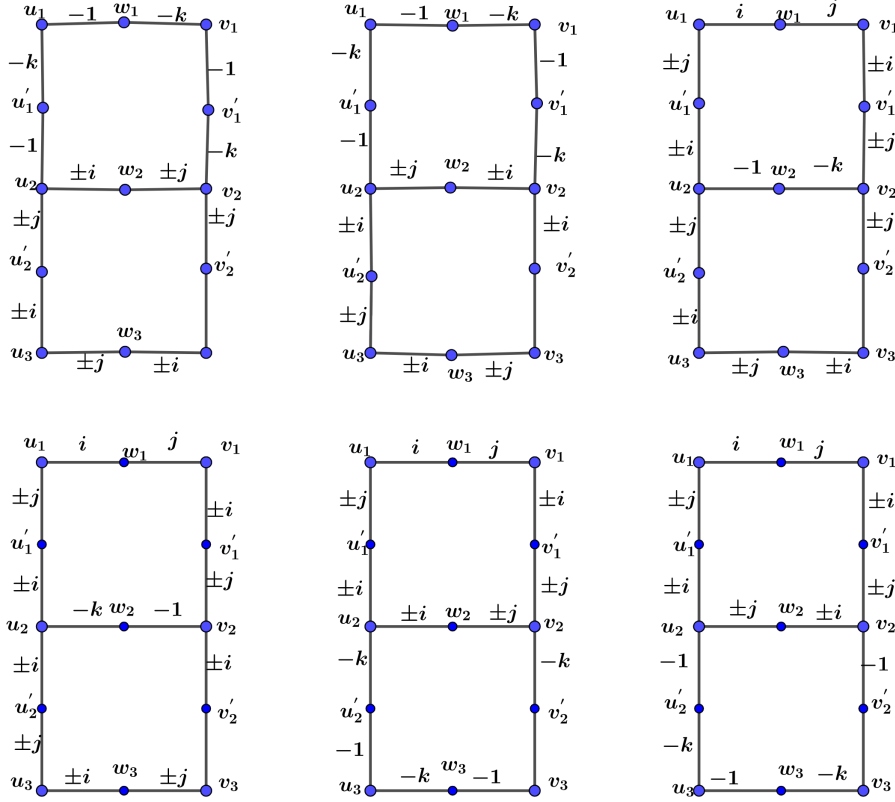 u₁ −1 w₁ −k v₁ u₁ −1 w₁ −k v₁ u₁ i w₁ j v₁
−k −1 −k −1 ±j ±i
u₁′ v₁′ u₁′ v₁′ u₁′ v₁′
−1 −k −1 −k ±i ±j
u₂ ±i w₂ ±j v₂ u₂ ±j w₂ ±i v₂ u₂ −1 w₂ −k v₂
±j ±j ±i ±i ±j ±j
u₂′ v₂′ u₂′ v₂′ u₂′ v₂′
±i ±j ±i
u₃ ±j w₃ ±i u₃ ±i w₃ ±j v₃ u₃ ±j w₃ ±i v₃
u₁ i w₁ j v₁ u₁ i w₁ j v₁ u₁ i w₁ j v₁
±j ±i ±j ±i ±j ±i
u₁′ v₁′ u₁′ v₁′ u₁′ v₁′
±i ±j ±i ±j ±i ±j
u₂ −k w₂ −1 v₂ u₂ ±i w₂ ±j v₂ u₂ ±j w₂ ±i v₂
±i ±i −k −k −1 −1
u₂′ v₂′ u₂′ v₂′ u₂′ v₂′
±j −1 −k
u₃ ±i w₃ ±j v₃ u₃ −k w₃ −1 v₃ u₃ −1 w₃ −k v₃